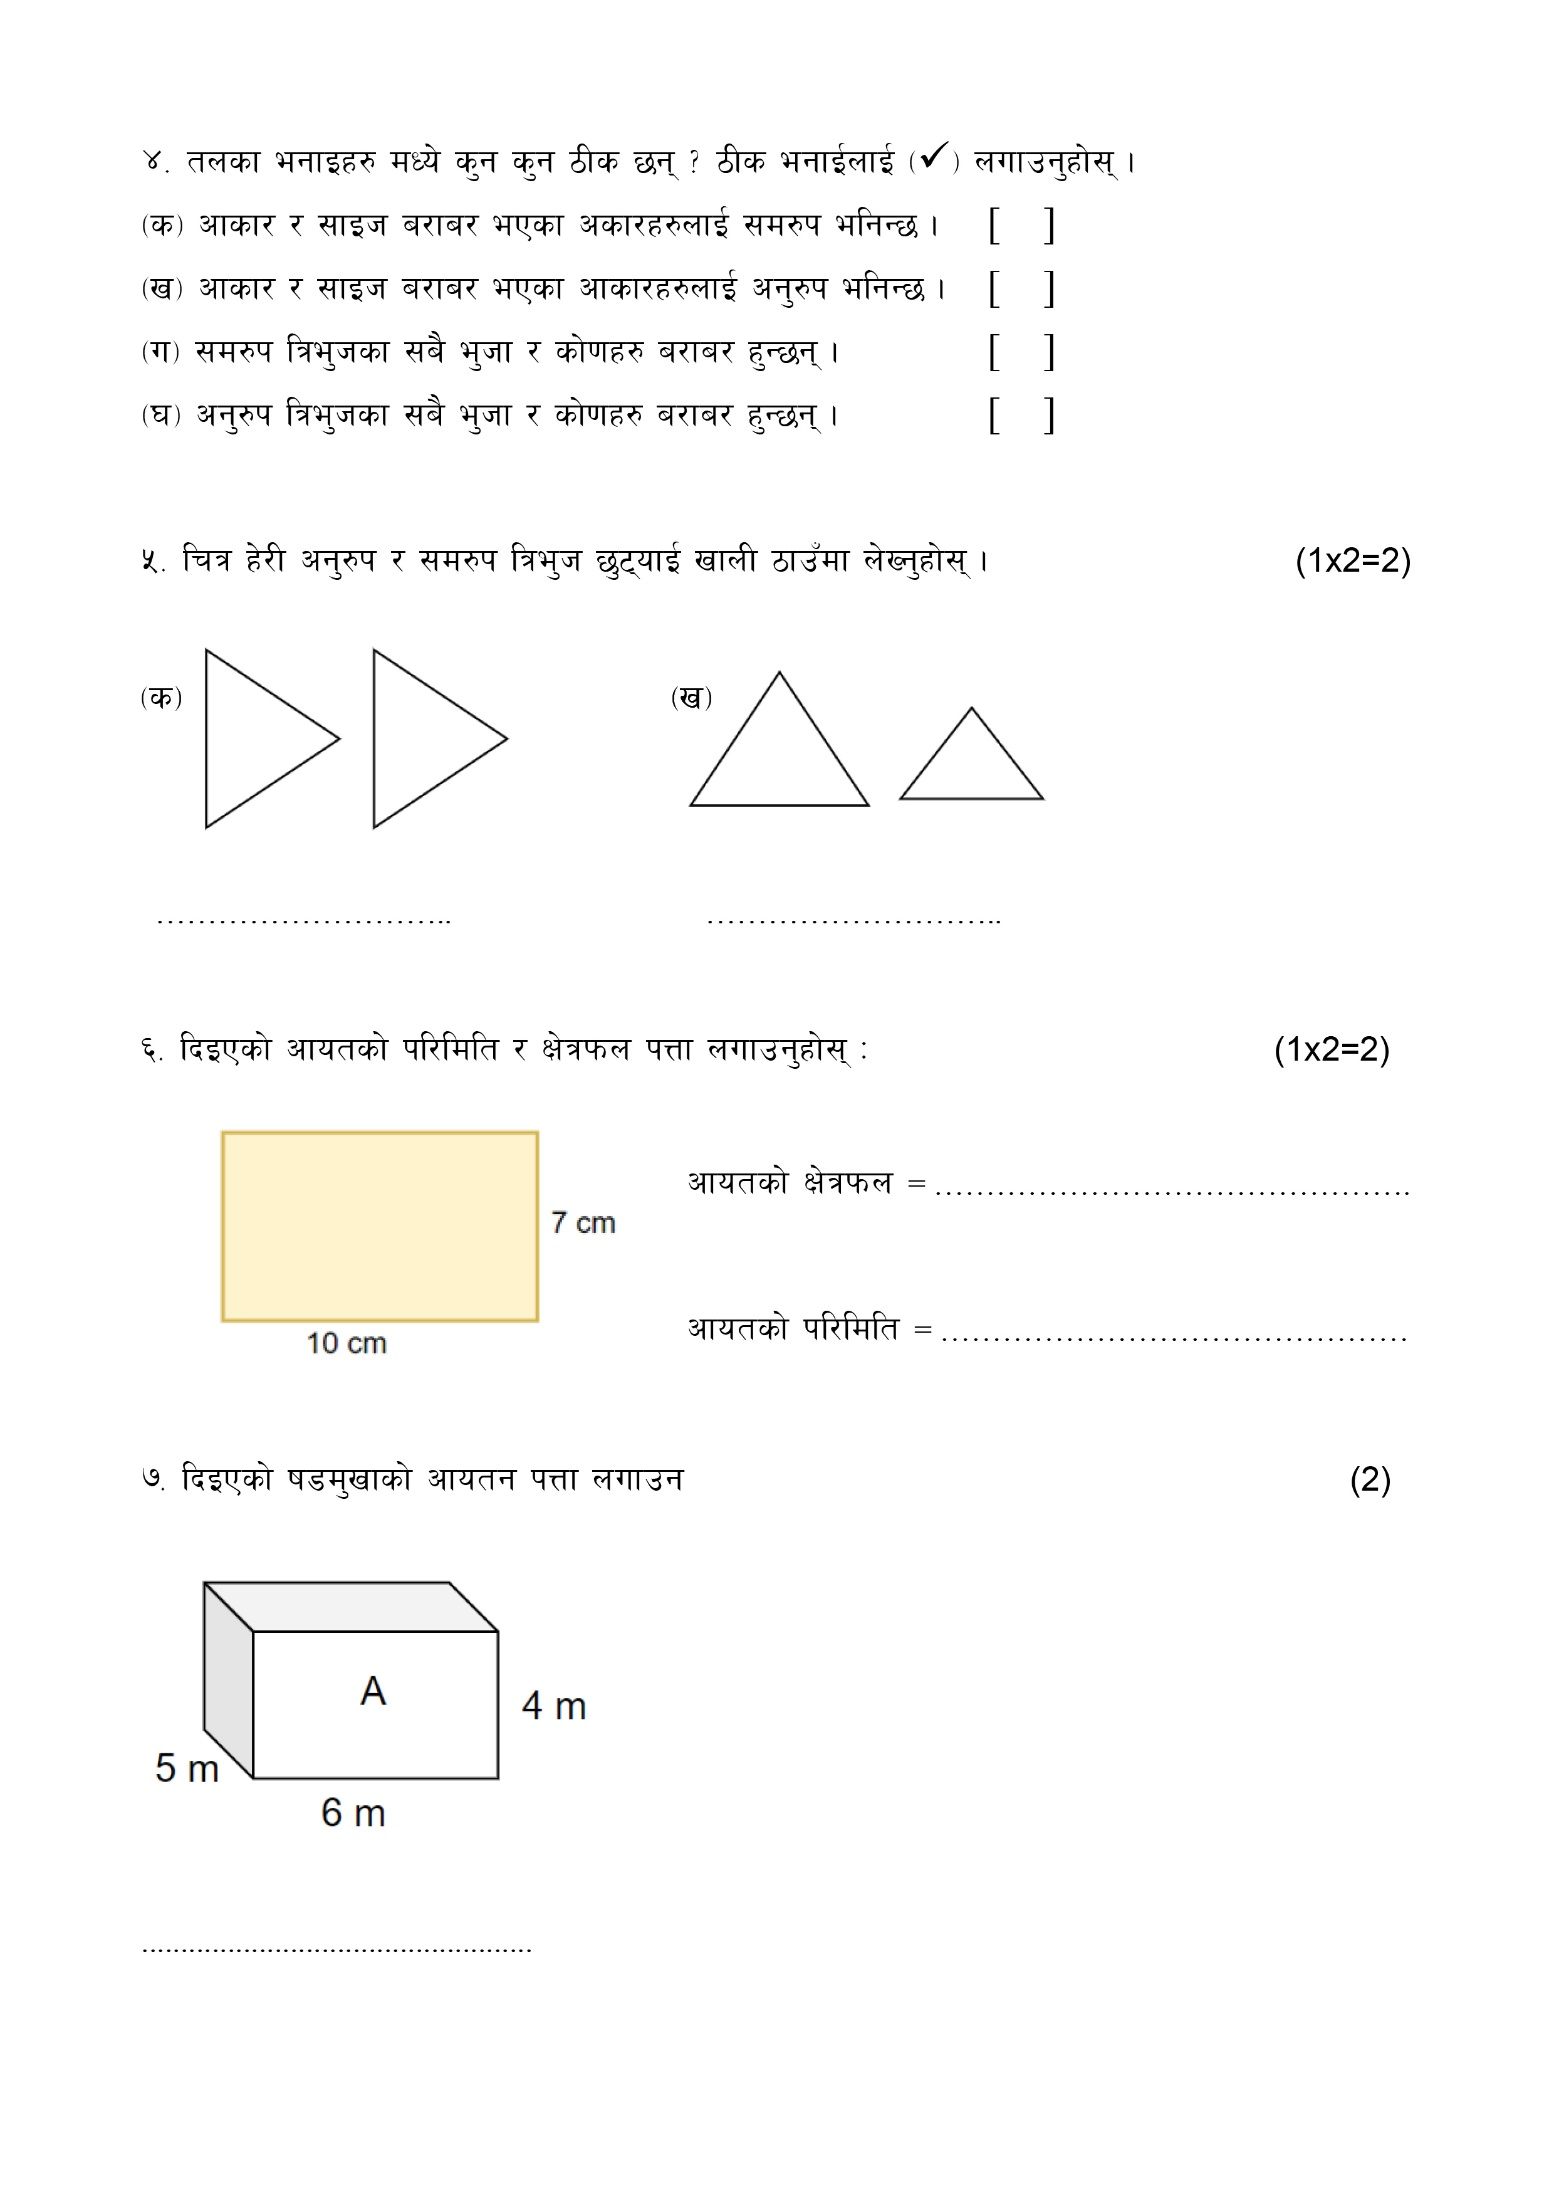 ४. तलका भनाइहरु मध्ये कुन कुन ठीक छन् ? ठीक भनाईलाई (✓) लगाउनुहोस् ।
(क) आकार र साइज बराबर भएका अकारहरुलाई समरुप भनिन्छ । [ ]
(ख) आकार र साइज बराबर भएका आकारहरुलाई अनुरुप भनिन्छ । [ ]
(ग) समरुप त्रिभुजका सबै भुजा र कोणहरु बराबर हुन्छन् । [ ]
(घ) अनुरुप त्रिभुजका सबै भुजा र कोणहरु बराबर हुन्छन् । [ ]
५. चित्र हेरी अनुरुप र समरुप त्रिभुज छुट्याई खाली ठाउँमा लेख्नुहोस् । (1x2=2)
(क) (ख)
………………………. ……………………….
६. दिइएको आयतको परिमिति र क्षेत्रफल पत्ता लगाउनुहोस् : (1x2=2)
आयतको क्षेत्रफल = ……………………………………….
7 cm
आयतको परिमिति = ………………………………………
10 cm
७. दिइएको षडमुखाको आयतन पत्ता लगाउन (2)
A
4 m
5 m
6 m
.................................................